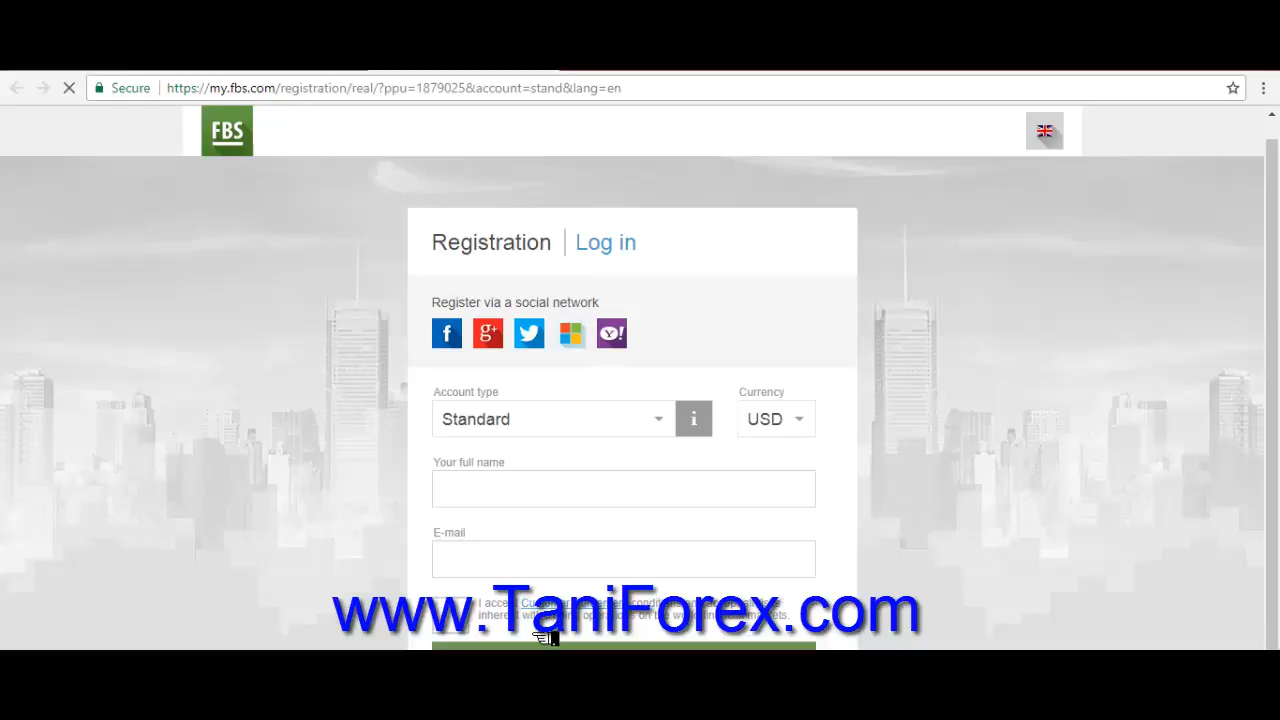 Secure https://my.fbs.com/registration/real/?ppu=1879025&account=stand&lang=en
FBS
Registration Log in
Register via a social network
f g+ Y!
Account type Currency
Standard i USD
Your full name
E-mail
I accept
www.TaniForex.com